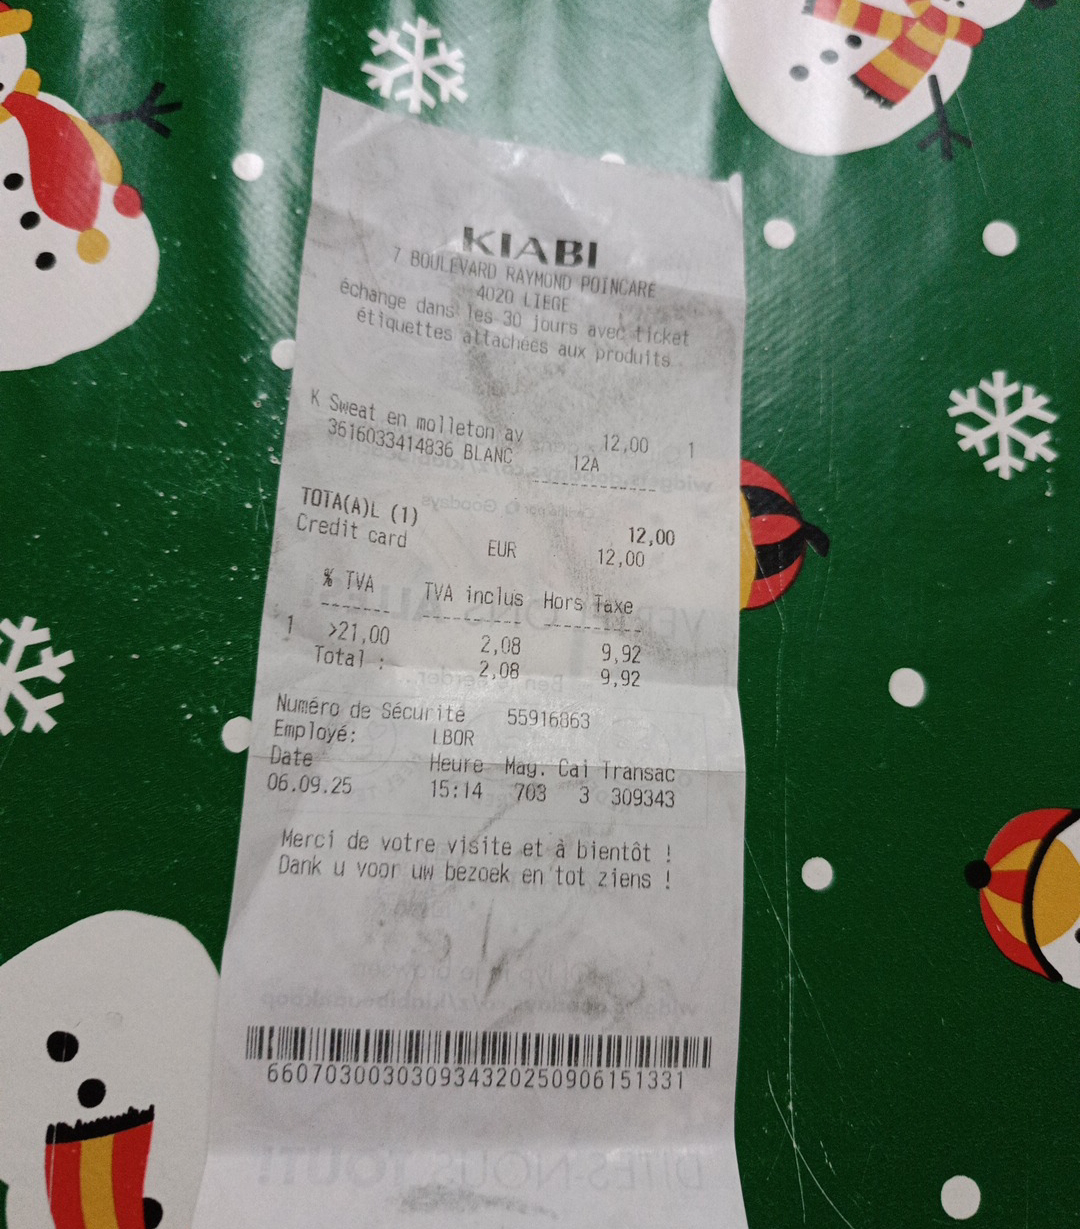 KIABI
7 BOULEVARD RAYMOND POINCARE
4020 LIEGE
échange dans les 30 jours avec ticket
étiquettes attachées aux produits
K Sweat en molleton av 12,00 1
3616033414836 BLANC 12A
TOTA(A)L (1) 12,00
Credit card EUR 12,00
% TVA TVA inclus Hors Taxe
1 >21,00 2,08 9,92
Total : 2,08 9,92
Numéro de Sécurité 55916863
Employé: LBOR
Date Heure May. Cai Transac
06.09.25 15:14 703 3 309343
Merci de votre visite et à bientôt !
Dank u voor uw bezoek en tot ziens !
6607030030309343202509061513​31